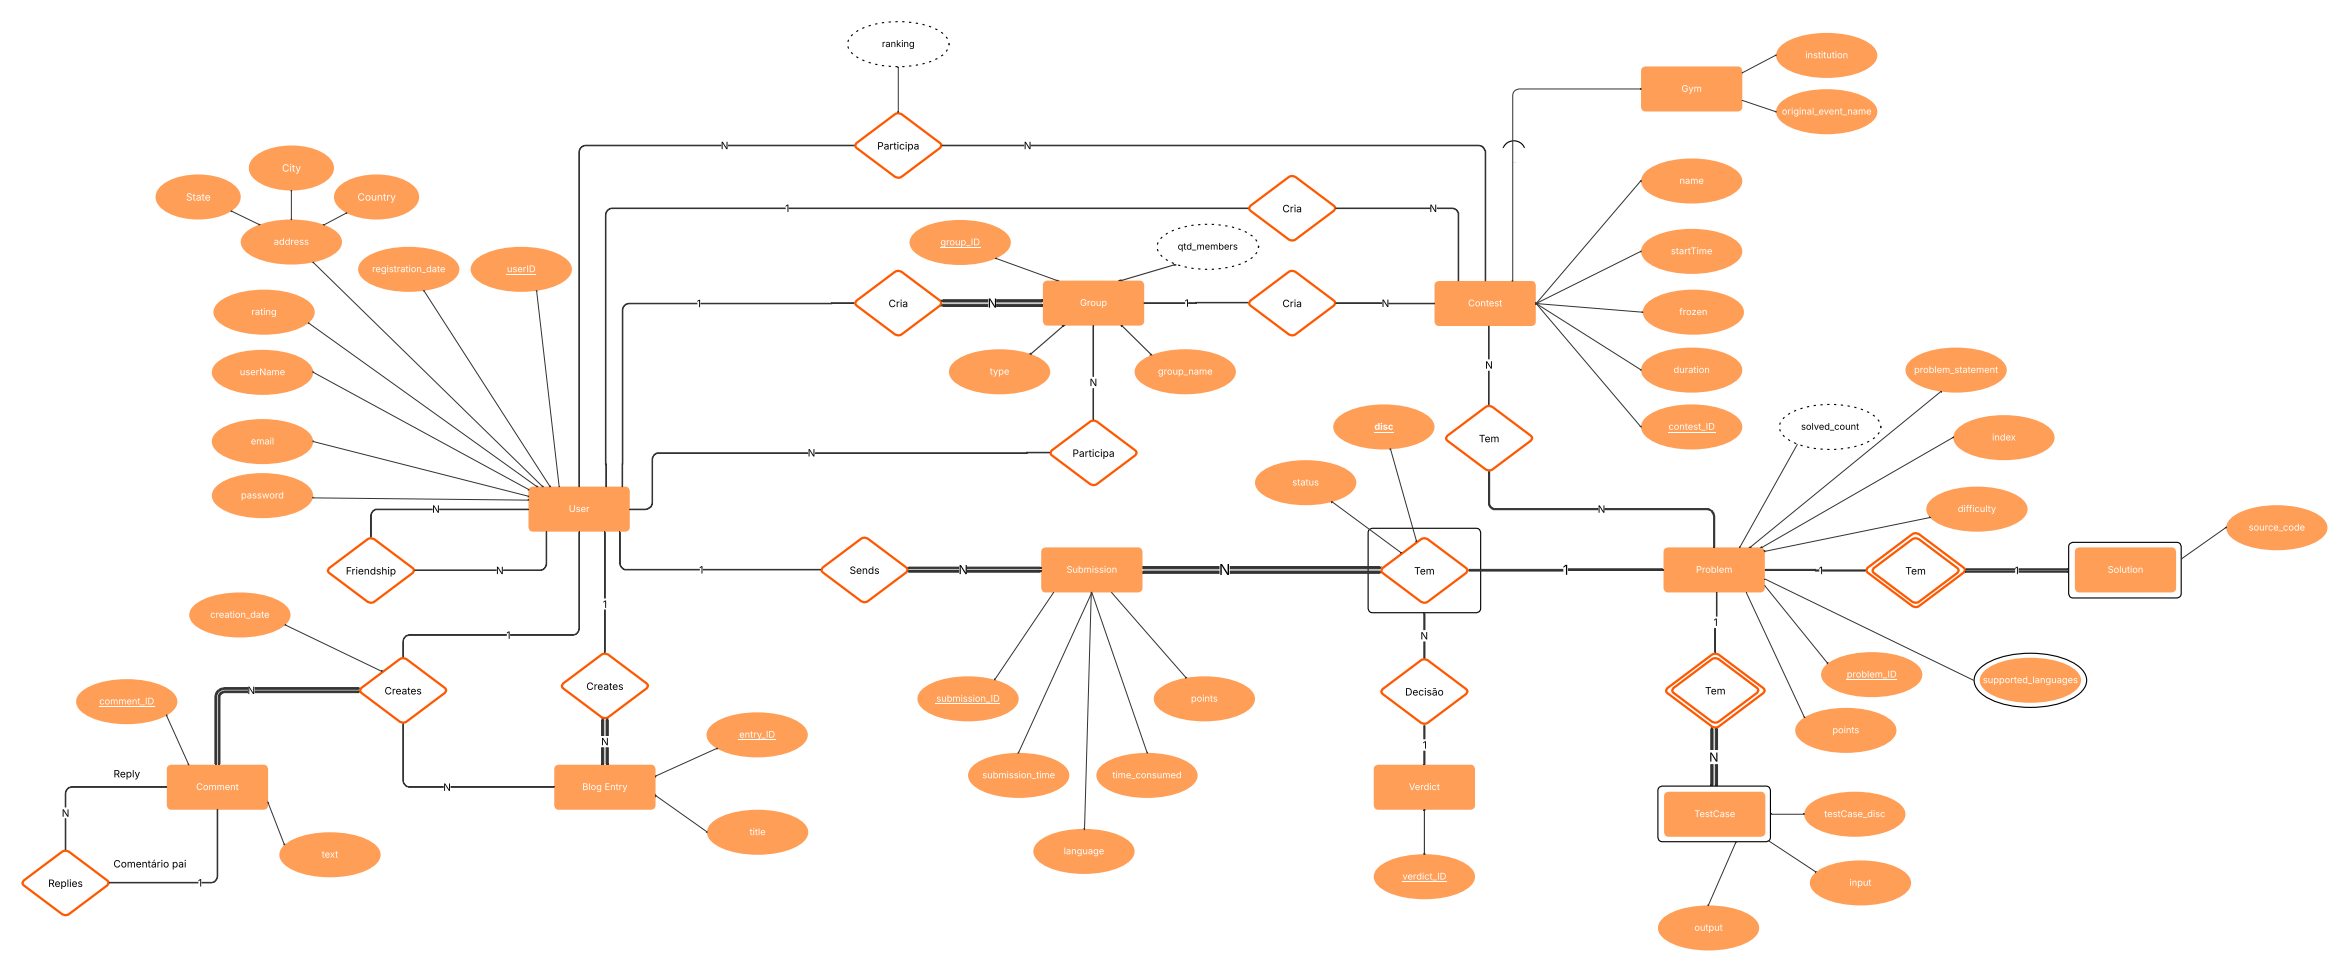 ranking
institution
Gym
original_event_name
N
Participa
N
City
State
Country
name
1
Cria
N
address
group_ID
qtd_members
startTime
registration_date
userID
1
Cria
N
Group
1
Cria
N
Contest
rating
frozen
userName
type
group_name
N
N
duration
problem_statement
disc
contest_ID
solved_count
index
email
N
Participa
Tem
status
password
N
User
N
difficulty
source_code
Friendship
N
1
Sends
N
Submission
N
Tem
1
Problem
1
Tem
1
Solution
creation_date
1
1
N
1
comment_ID
N
Creates
Creates
submission_ID
points
Decisão
Tem
problem_ID
supported_languages
points
entry_ID
N
1
N
Reply
submission_time
time_consumed
Comment
N
Blog Entry
Verdict
N
TestCase
testCase_disc
title
text
language
Comentário pai
Replies
1
verdict_ID
input
output